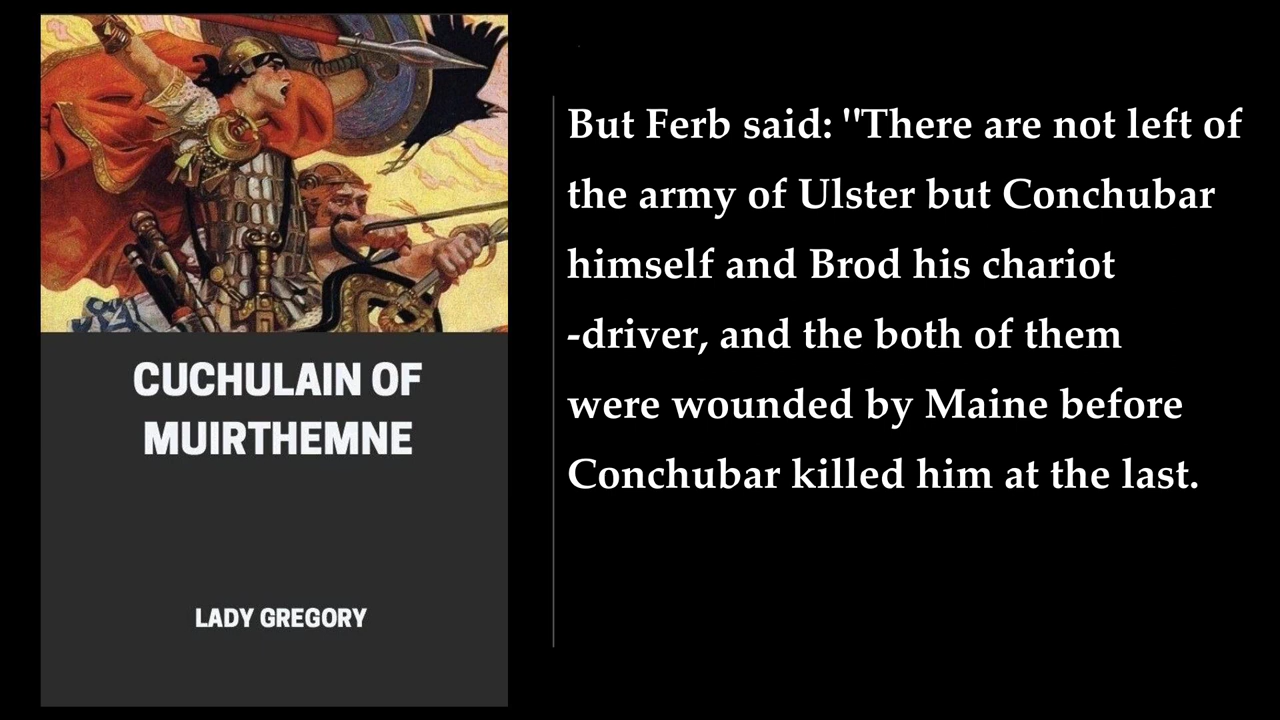 CUCHULAIN OF
MUIRTHEMNE
LADY GREGORY
But Ferb said: "There are not left of
the army of Ulster but Conchubar
himself and Brod his chariot
-driver, and the both of them
were wounded by Maine before
Conchubar killed him at the last.